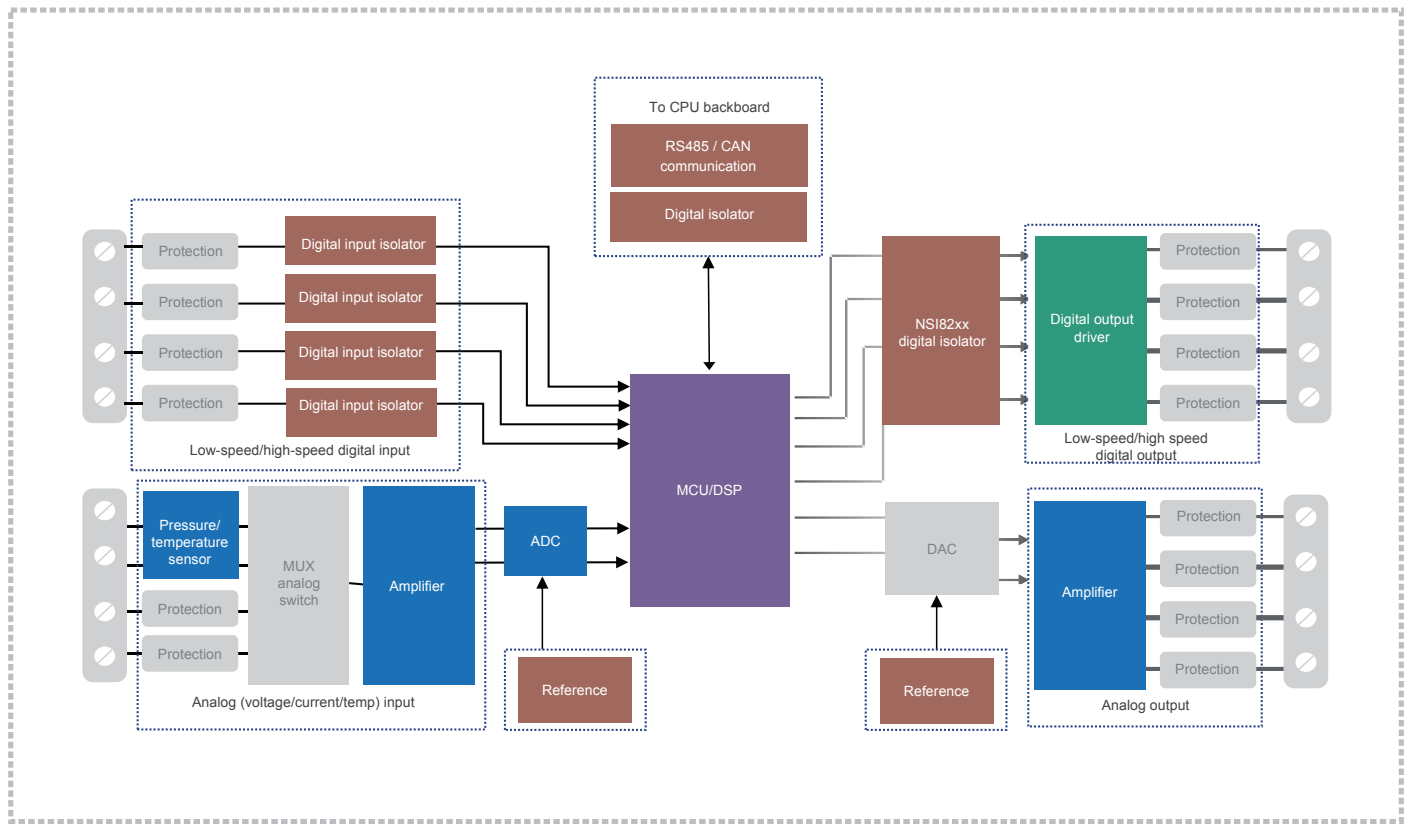 To CPU backboard
RS485 / CAN
communication
Digital isolator
Protection
Digital input isolator
Protection
Digital input isolator
Protection
Digital input isolator
Protection
Digital input isolator
Low-speed/high-speed digital input
Pressure/
temperature
sensor
Protection
Protection
MUX
analog
switch
Amplifier
Analog (voltage/current/temp) input
ADC
Reference
MCU/DSP
NSI82xx
digital isolator
Digital output
driver
Protection
Protection
Protection
Protection
Low-speed/high speed
digital output
DAC
Reference
Amplifier
Protection
Protection
Protection
Protection
Analog output